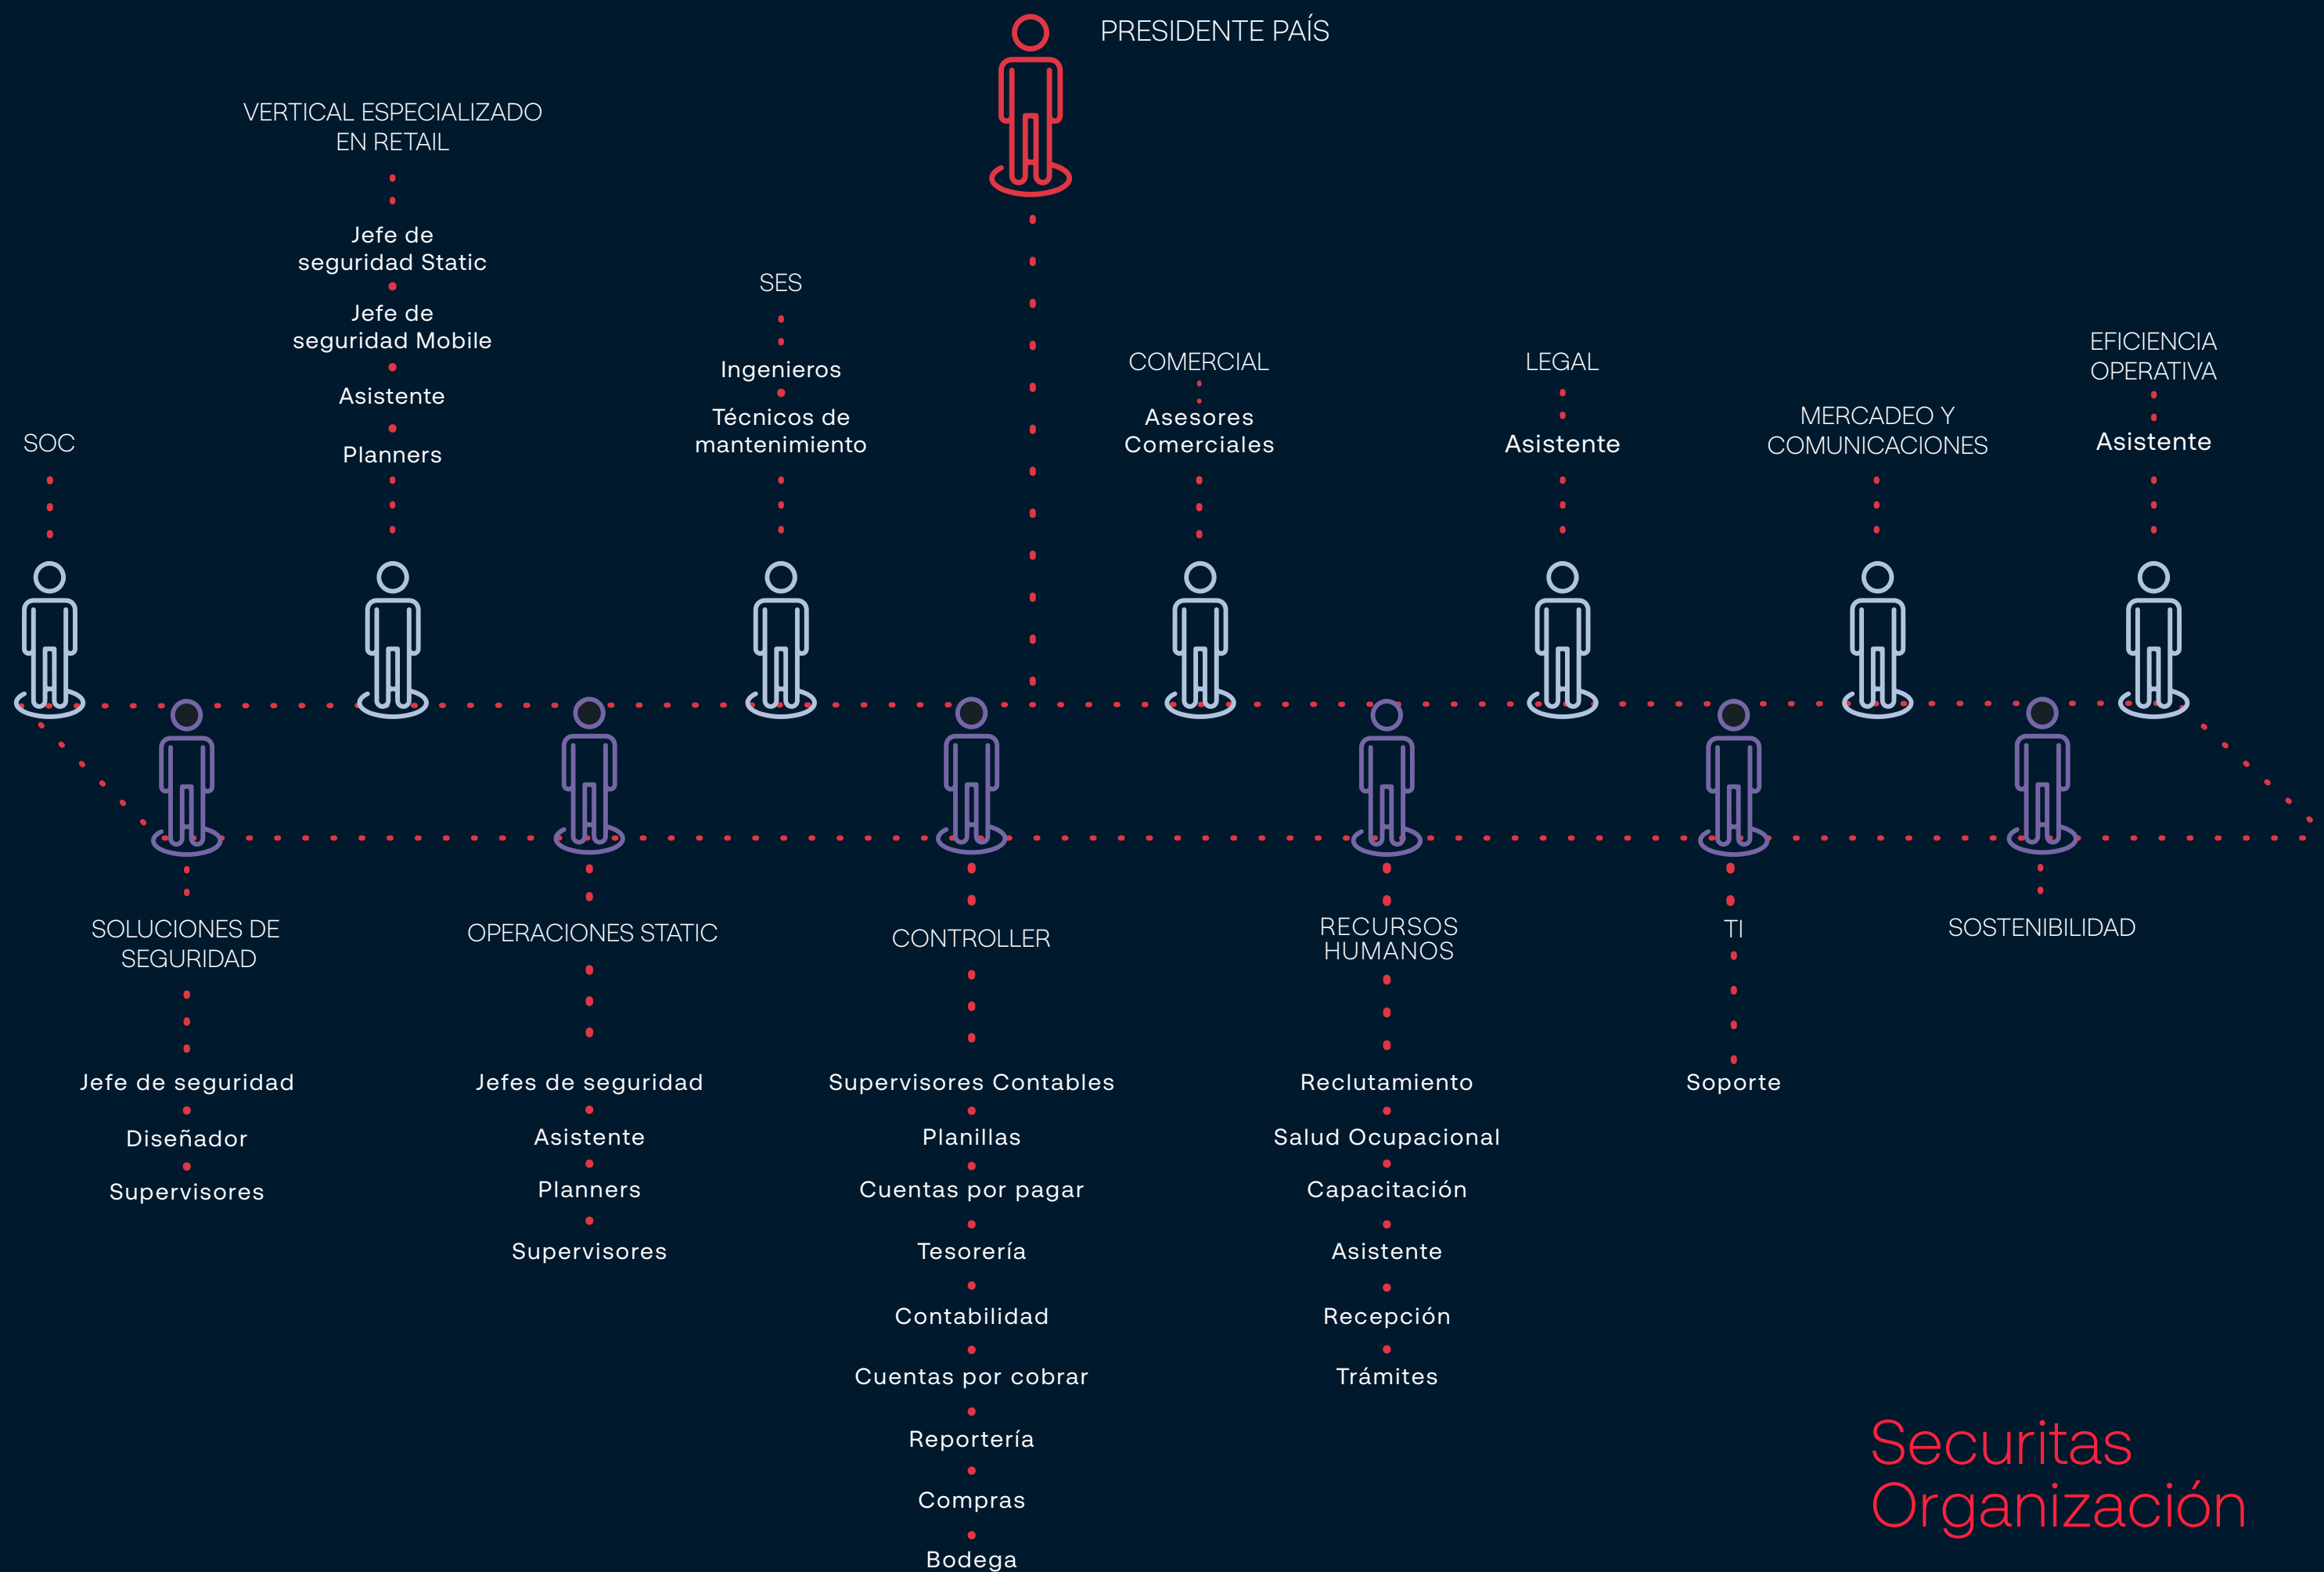 PRESIDENTE PAÍS
VERTICAL ESPECIALIZADO
EN RETAIL
Jefe de
seguridad Static
Jefe de
seguridad Mobile
Asistente
Planners
SES
Ingenieros
Técnicos de
mantenimiento
COMERCIAL
Asesores
Comerciales
LEGAL
Asistente
MERCADEO Y
COMUNICACIONES
EFICIENCIA
OPERATIVA
Asistente
SOC
SOLUCIONES DE
SEGURIDAD
Jefe de seguridad
Diseñador
Supervisores
OPERACIONES STATIC
Jefes de seguridad
Asistente
Planners
Supervisores
CONTROLLER
Supervisores Contables
Planillas
Cuentas por pagar
Tesorería
Contabilidad
Cuentas por cobrar
Reportería
Compras
Bodega
RECURSOS
HUMANOS
Reclutamiento
Salud Ocupacional
Capacitación
Asistente
Recepción
Trámites
TI
Soporte
SOSTENIBILIDAD
Securitas
Organización